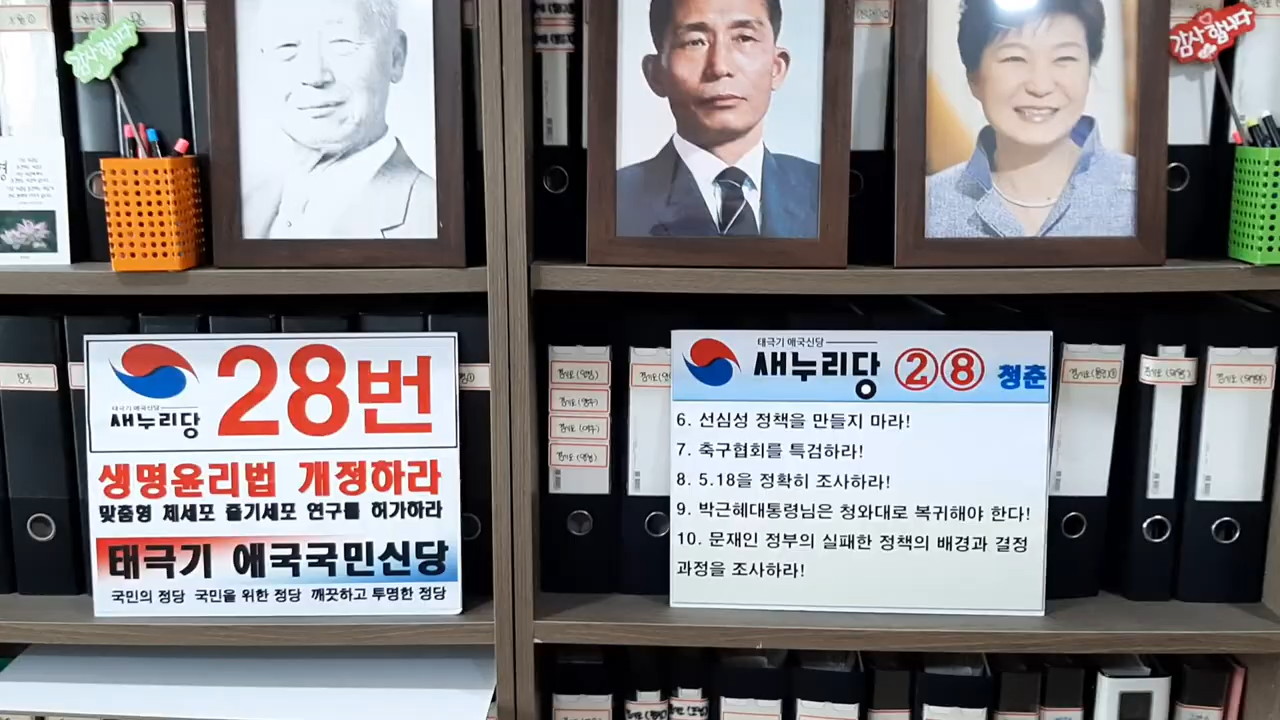 감사합니다
감사합니다
태극기 애국신당
새누리당
28번
생명윤리법 개정하라
맞춤형 체세포 줄기세포 연구를 허가하라
태극기 애국국민신당
국민의 정당 국민을 위한 정당 깨끗하고 투명한 정당
태극기 애국신당
새누리당 ②⑧ 청춘
6. 선심성 정책을 만들지 마라!
7. 축구협회를 특검하라!
8. 5.18을 정확히 조사하라!
9. 박근혜대통령님은 청와대로 복귀해야 한다!
10. 문재인 정부의 실패한 정책의 배경과 결정
과정을 조사하라!